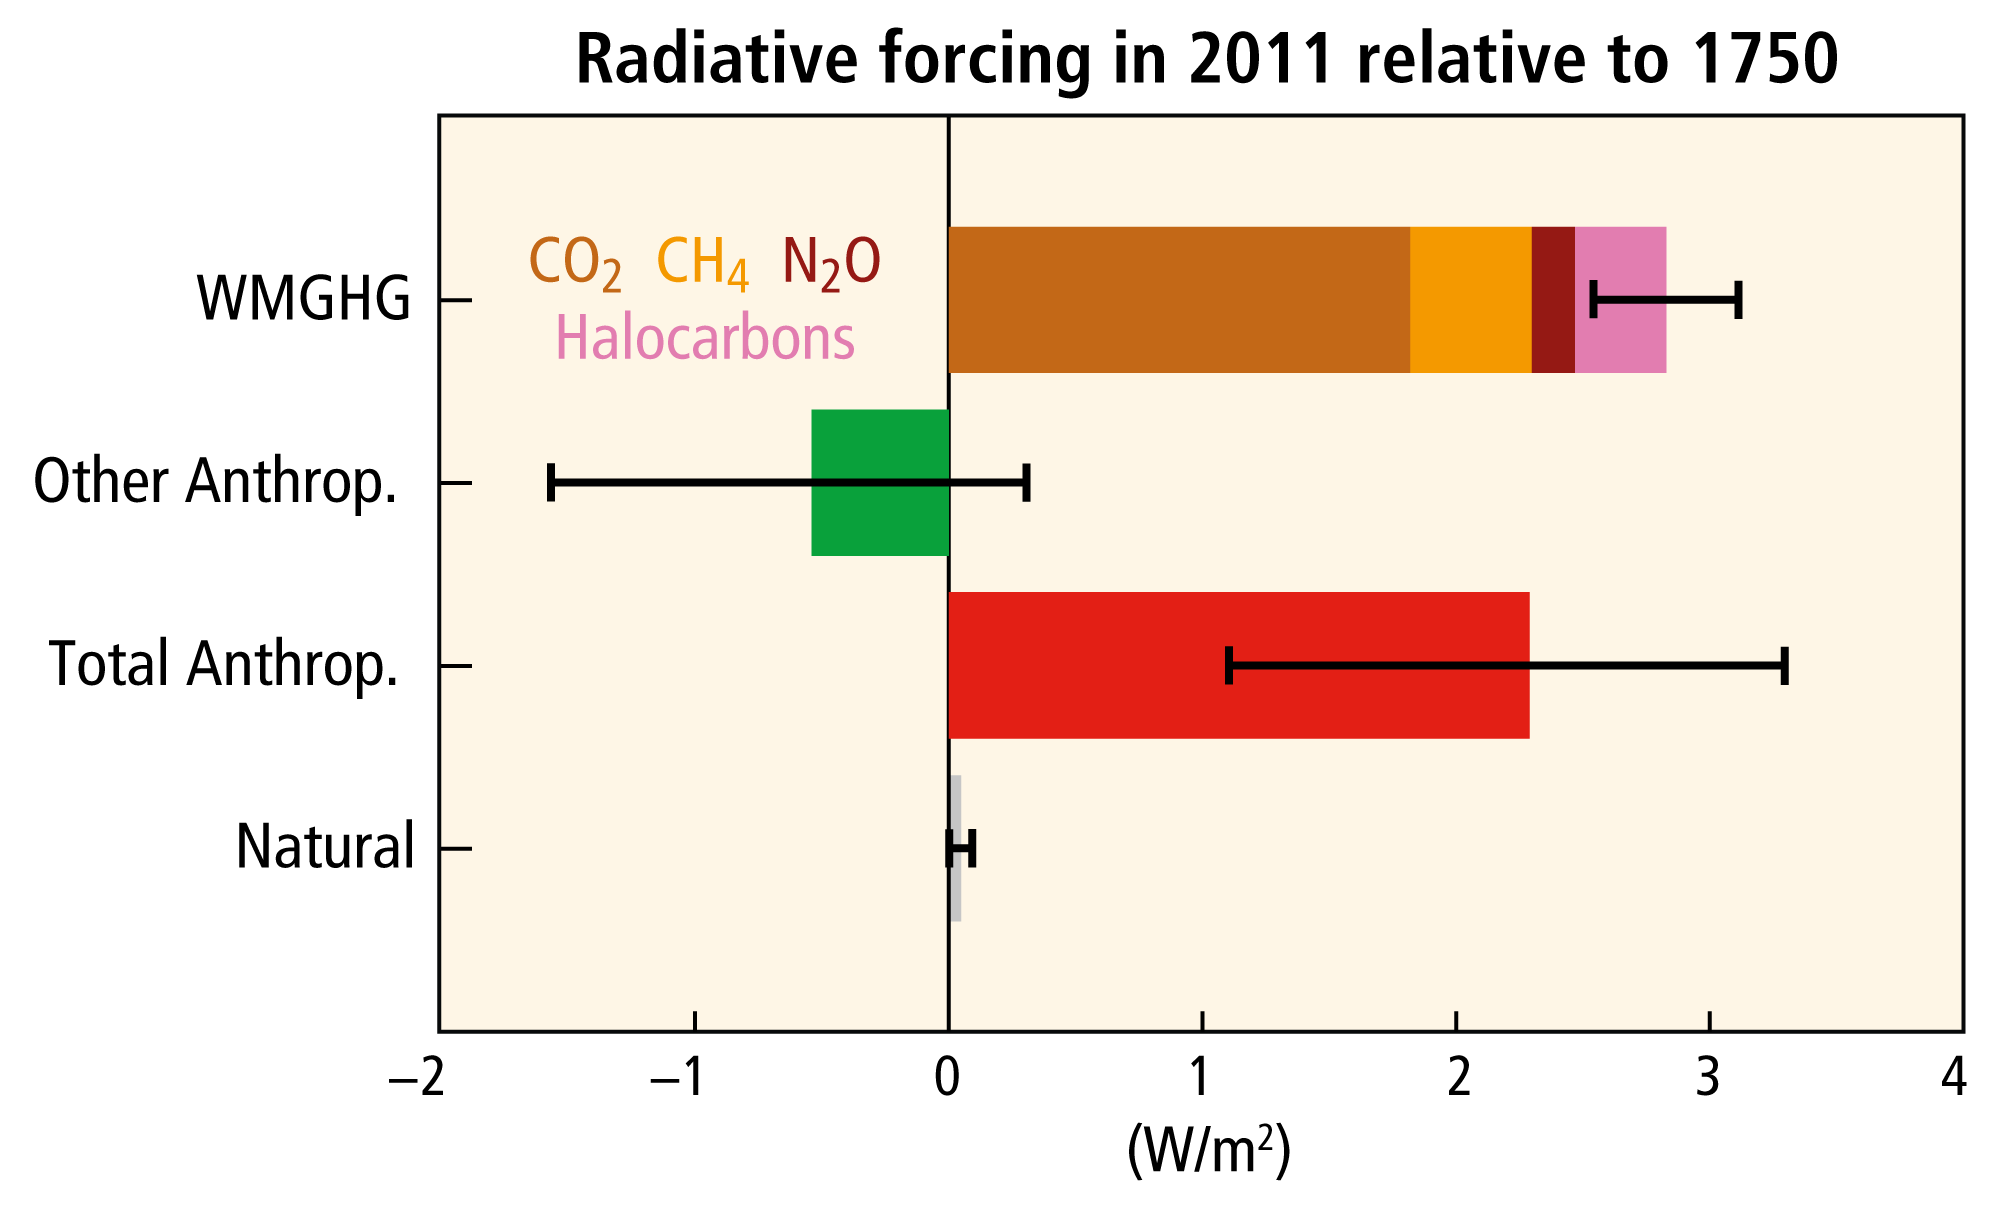 Radiative forcing in 2011 relative to 1750
CO₂ CH₄ N₂O
Halocarbons
WMGHG
Other Anthrop.
Total Anthrop.
Natural
−2 −1 0 1 2 3 4
(W/m²)